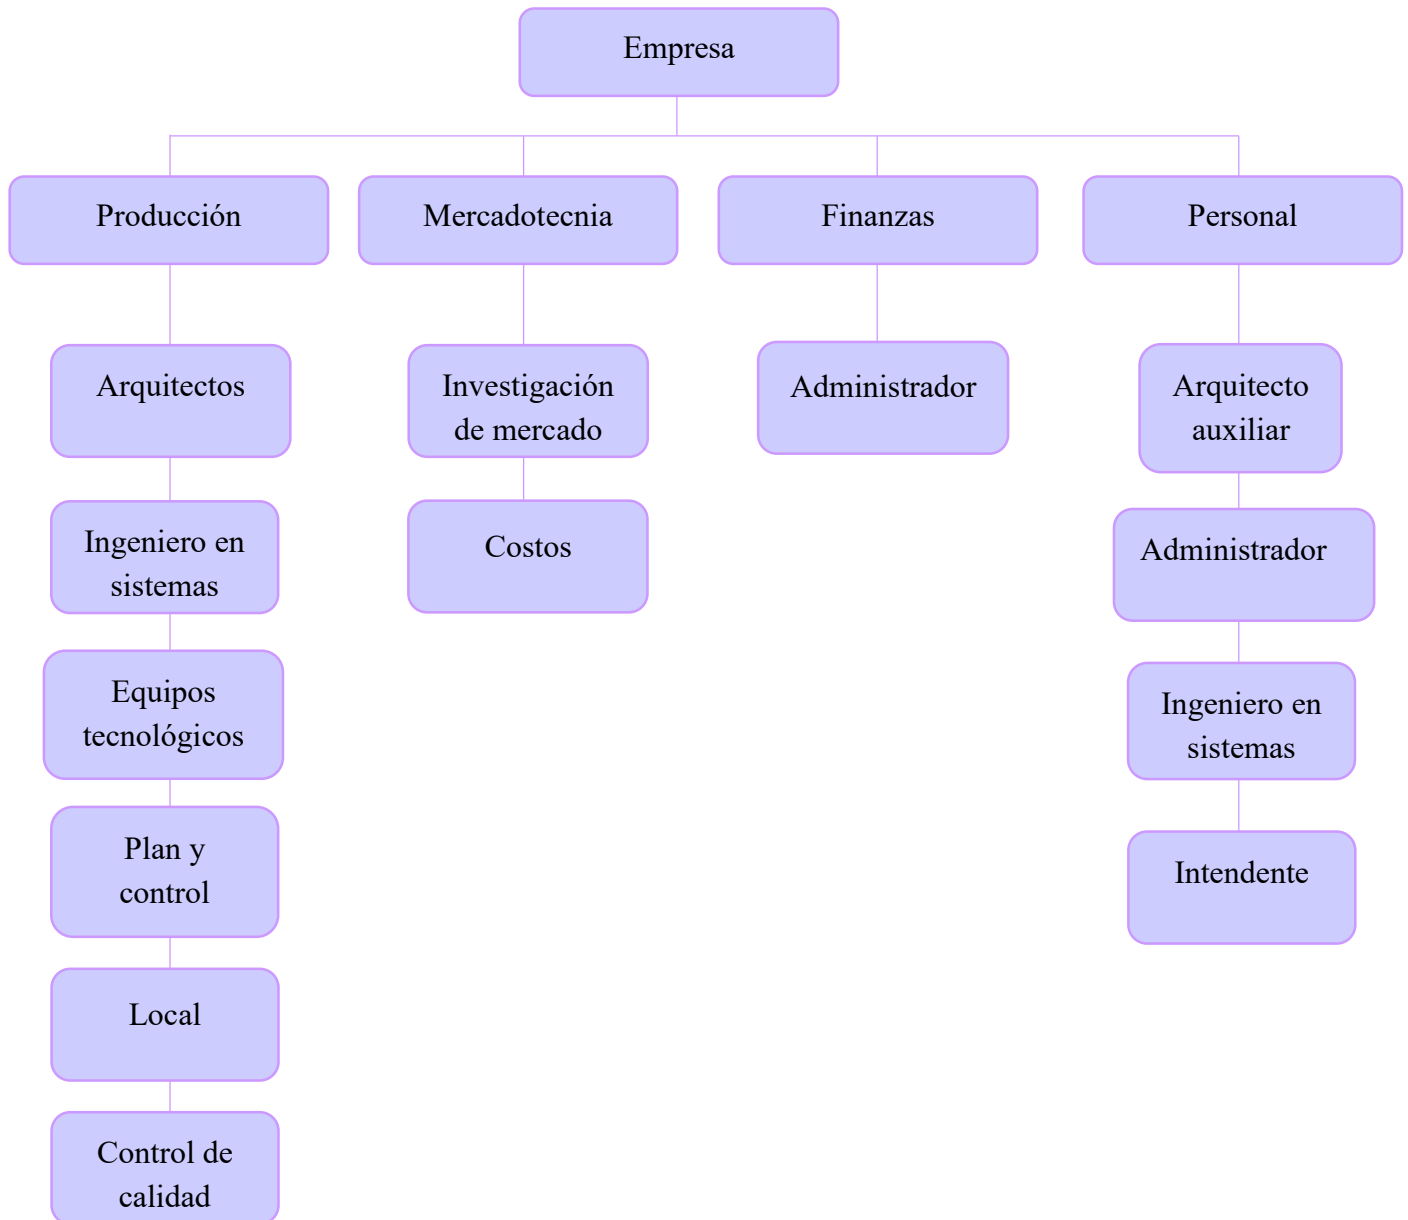 Empresa
Producción
Mercadotecnia
Finanzas
Personal
Arquitectos
Ingeniero en
sistemas
Equipos
tecnológicos
Plan y
control
Local
Control de
calidad
Investigación
de mercado
Costos
Administrador
Arquitecto
auxiliar
Administrador
Ingeniero en
sistemas
Intendente